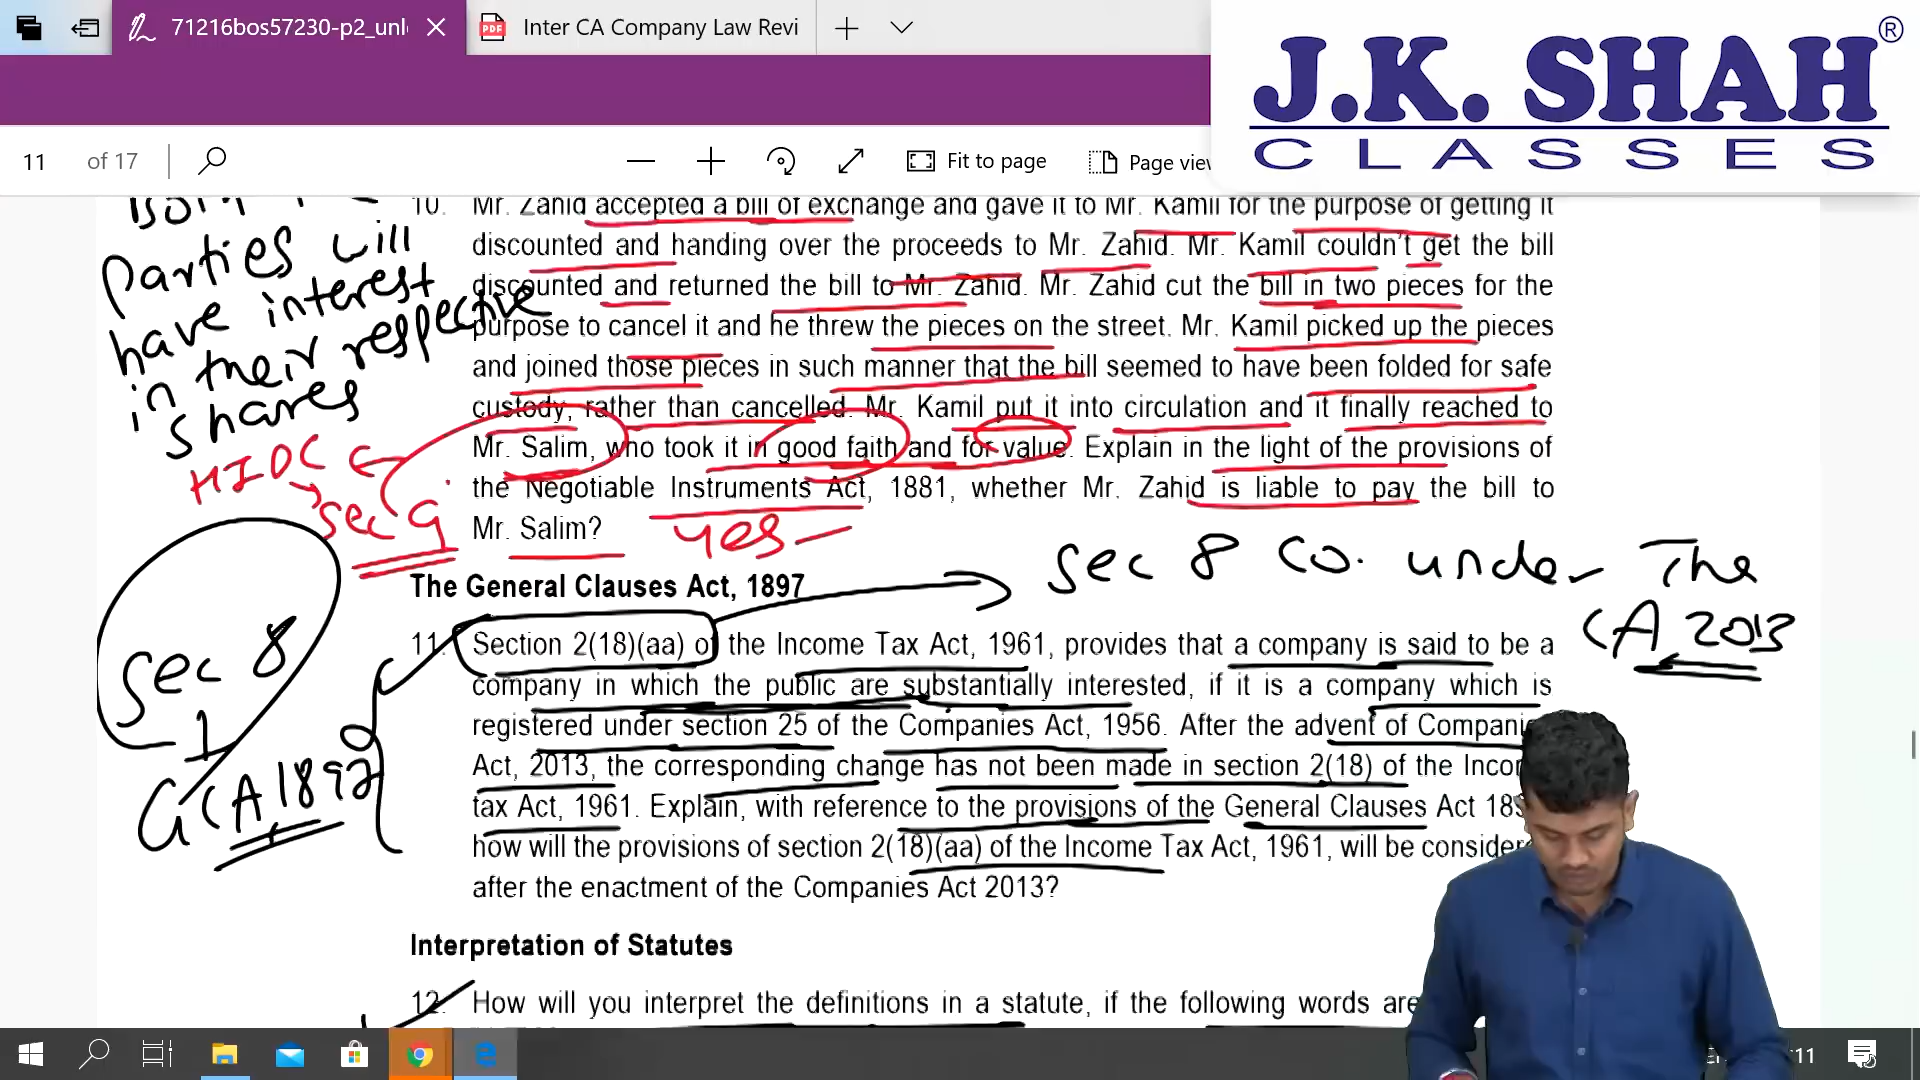 71216bos57230-p2_unl
Inter CA Company Law Revi
J.K. SHAH®
CLASSES
11 of 17
Fit to page
Page view
Parties will
have interest
in their respective
shares
HIDC
Sec 9
10. Mr. Zahid accepted a bill of exchange and gave it to Mr. Kamil for the purpose of getting it
discounted and handing over the proceeds to Mr. Zahid. Mr. Kamil couldn't get the bill
discounted and returned the bill to Mr. Zahid. Mr. Zahid cut the bill in two pieces for the
purpose to cancel it and he threw the pieces on the street. Mr. Kamil picked up the pieces
and joined those pieces in such manner that the bill seemed to have been folded for safe
custody, rather than cancelled. Mr. Kamil put it into circulation and it finally reached to
Mr. Salim, who took it in good faith and for value. Explain in the light of the provisions of
the Negotiable Instruments Act, 1881, whether Mr. Zahid is liable to pay the bill to
Mr. Salim?
Yes
The General Clauses Act, 1897
Sec 8 Co. under The
CA 2013
Sec 8
GCA, 1897
11. Section 2(18)(aa) of the Income Tax Act, 1961, provides that a company is said to be a
company in which the public are substantially interested, if it is a company which is
registered under section 25 of the Companies Act, 1956. After the advent of Companie
Act, 2013, the corresponding change has not been made in section 2(18) of the Incom
tax Act, 1961. Explain, with reference to the provisions of the General Clauses Act 189
how will the provisions of section 2(18)(aa) of the Income Tax Act, 1961, will be consider
after the enactment of the Companies Act 2013?
Interpretation of Statutes
12. How will you interpret the definitions in a statute, if the following words are